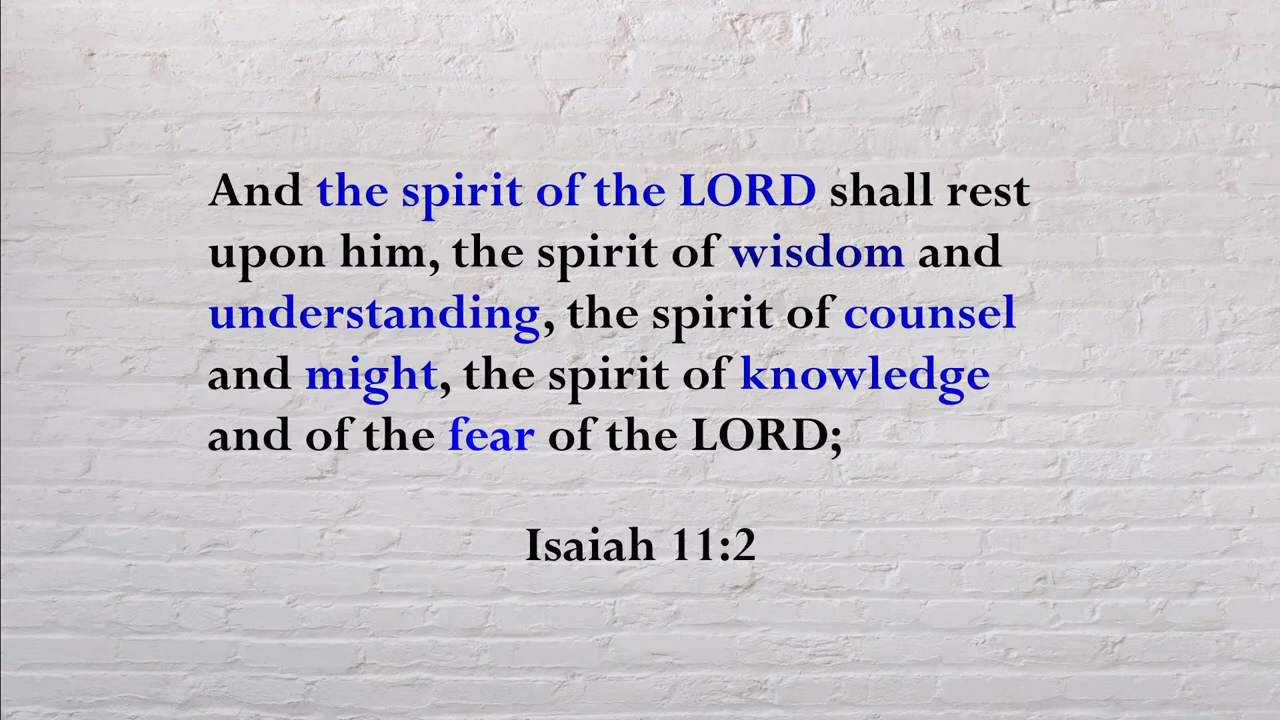 And the spirit of the LORD shall rest
upon him, the spirit of wisdom and
understanding, the spirit of counsel
and might, the spirit of knowledge
and of the fear of the LORD;
Isaiah 11:2